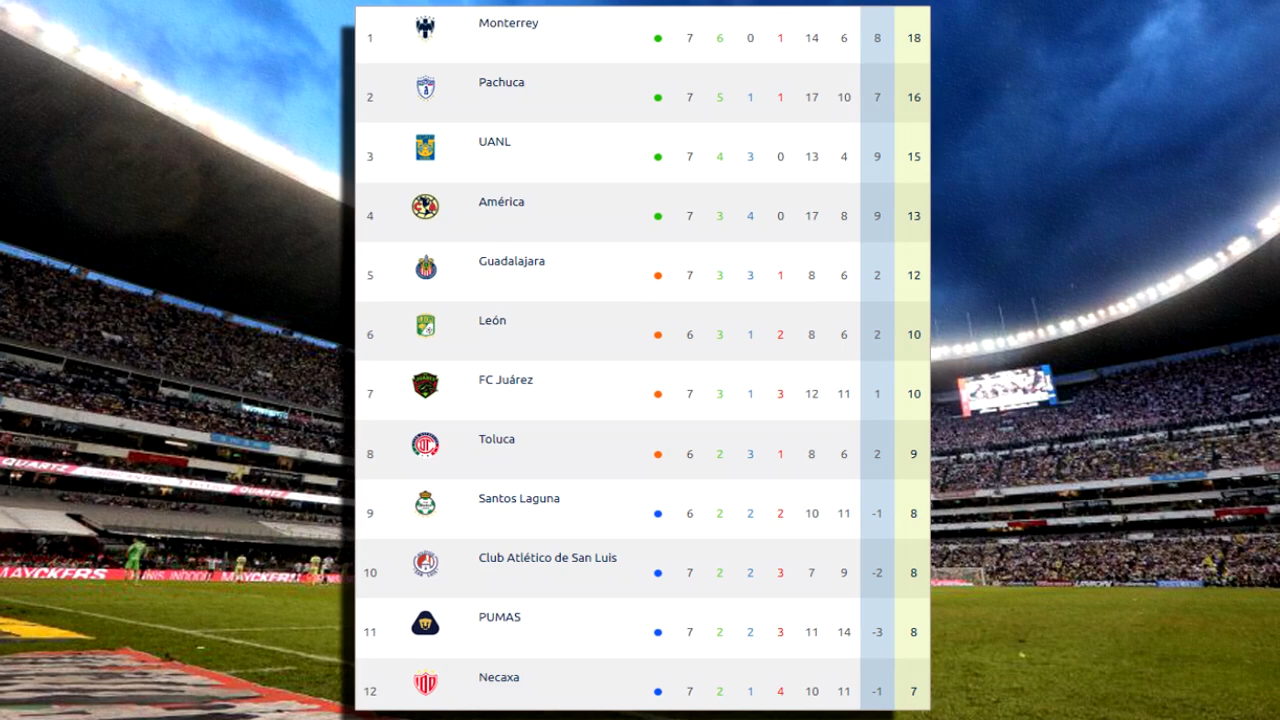 1 Monterrey 7 6 0 1 14 6 8 18
2 Pachuca 7 5 1 1 17 10 7 16
3 UANL 7 4 3 0 13 4 9 15
4 América 7 3 4 0 17 8 9 13
5 Guadalajara 7 3 3 1 8 6 2 12
6 León 6 3 1 2 8 6 2 10
7 FC Juárez 7 3 1 3 12 11 1 10
8 Toluca 6 2 3 1 8 6 2 9
9 Santos Laguna 6 2 2 2 10 11 -1 8
10 Club Atlético de San Luis 7 2 2 3 7 9 -2 8
11 PUMAS 7 2 2 3 11 14 -3 8
12 Necaxa 7 2 1 4 10 11 -1 7
caliente.mx
QUARTZ QUARTZ
MAYCKERS MAYCKERS